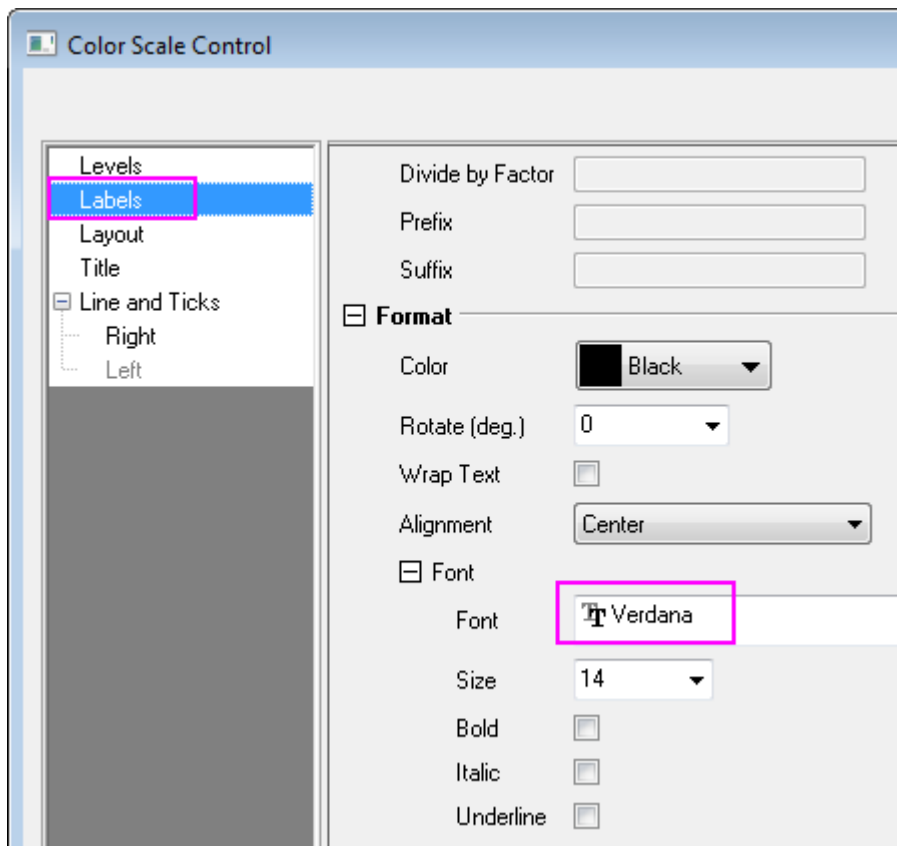 Color Scale Control
Levels
Labels
Layout
Title
Line and Ticks
Right
Left
Divide by Factor
Prefix
Suffix
Format
Color Black
Rotate (deg.) 0
Wrap Text
Alignment Center
Font
Font Verdana
Size 14
Bold
Italic
Underline